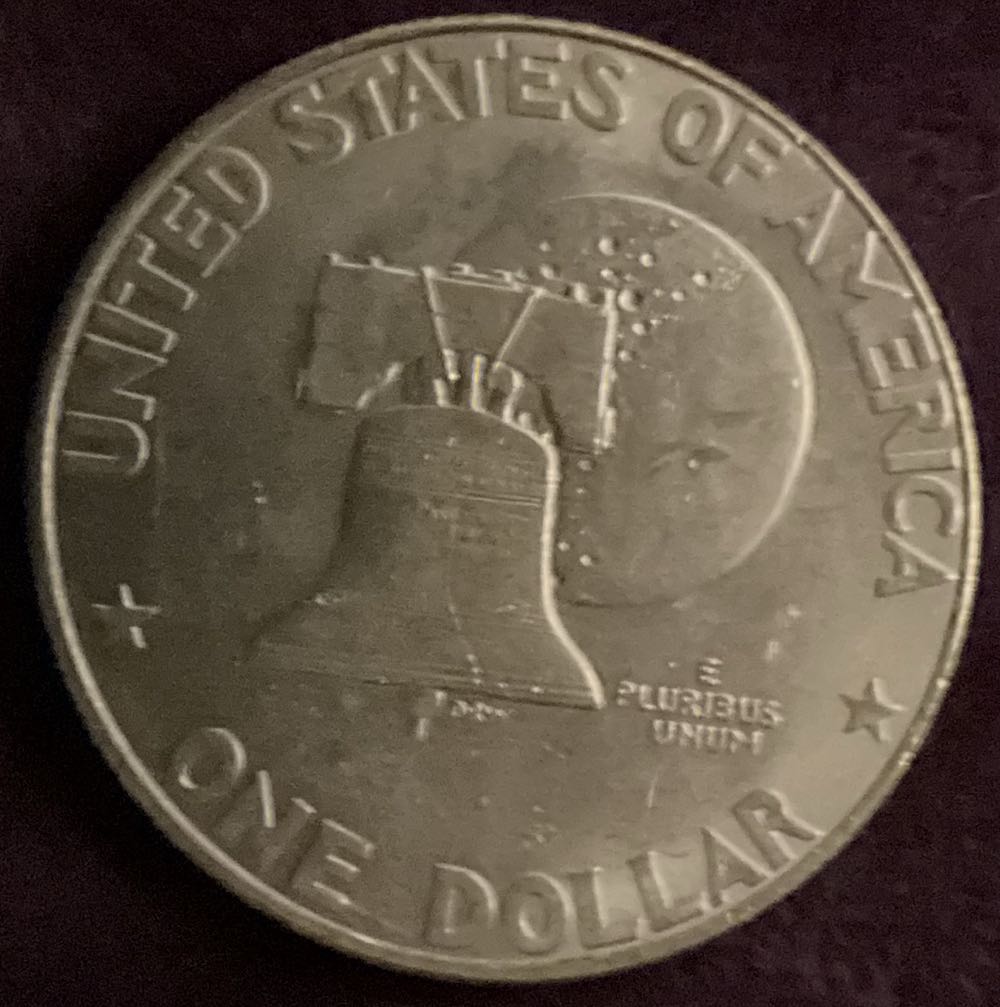 UNITED STATES OF AMERICA
E
PLURIBUS
UNUM
ONE DOLLAR